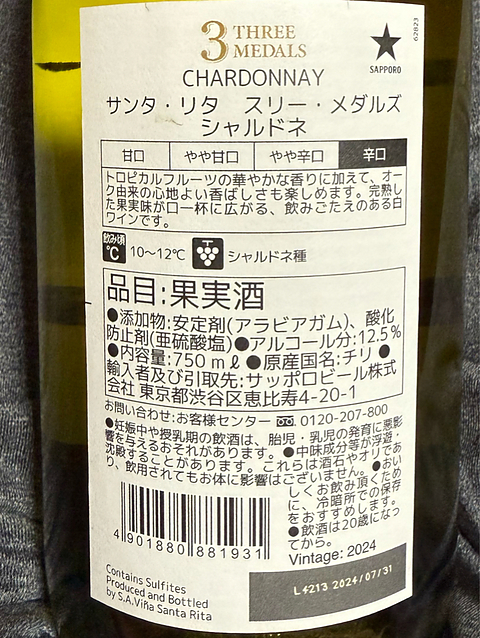 3 THREE
MEDALS
SAPPORO
62823
CHARDONNAY
サンタ・リタ スリー・メダルズ
シャルドネ
甘口 やや甘口 やや辛口 辛口
トロピカルフルーツの華やかな香りに加えて、オー
ク由来の心地よい香ばしさも楽しめます。完熟し
た果実味が口一杯に広がる、飲みごたえのある白
ワインです。
飲み頃 ℃ 10〜12℃ シャルドネ種
品目:果実酒
●添加物:安定剤(アラビアガム)、酸化
防止剤(亜硫酸塩)●アルコール分:12.5%
●内容量:750mℓ●原産国名:チリ●
輸入者及び引取先:サッポロビール株式
会社 東京都渋谷区恵比寿4-20-1
お問い合わせ:お客様センター 0120-207-800
●妊娠中や授乳期の飲酒は、胎児・乳児の発育に悪影
響を与えるおそれがあります。●中味成分等が浮遊・
沈殿することがあります。これらは酒石やオリであ
り、飲用されてもお体に影響はございません。●おい
しくお飲み頂くため
に、冷暗所での保存
をおすすめします。
●飲酒は20歳になっ
てから。
4 901880 881931
Vintage: 2024
Contains Sulfites
Produced and Bottled
by S.A.Viña Santa Rita
L4213 2024/07/31